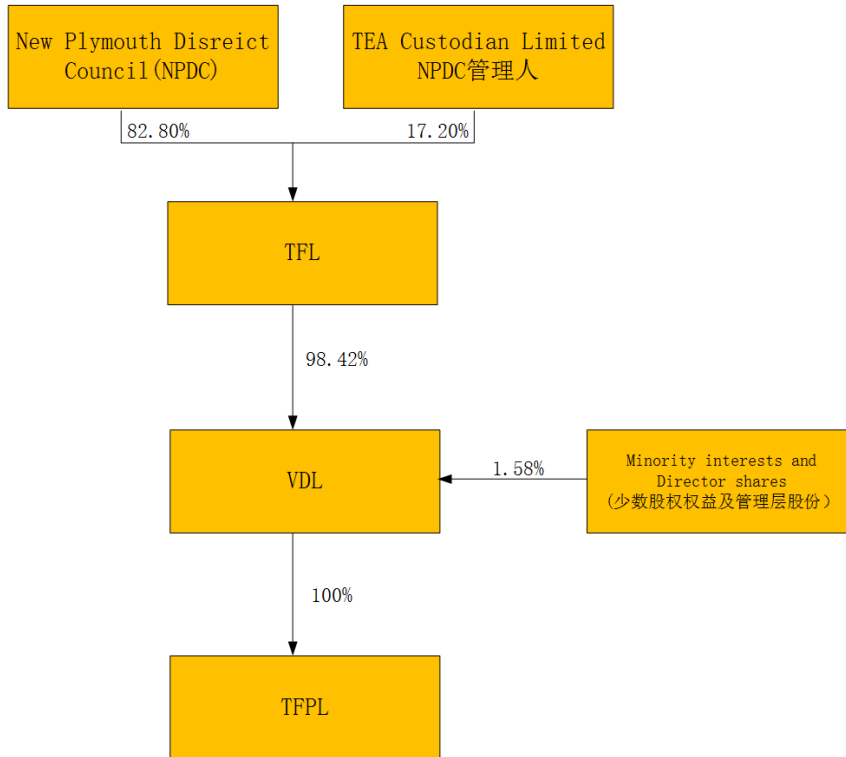 New Plymouth Disreict
Council(NPDC)
TEA Custodian Limited
NPDC管理人
82.80%
17.20%
TFL
98.42%
VDL
1.58%
Minority interests and
Director shares
(少数股权权益及管理层股份）
100%
TFPL